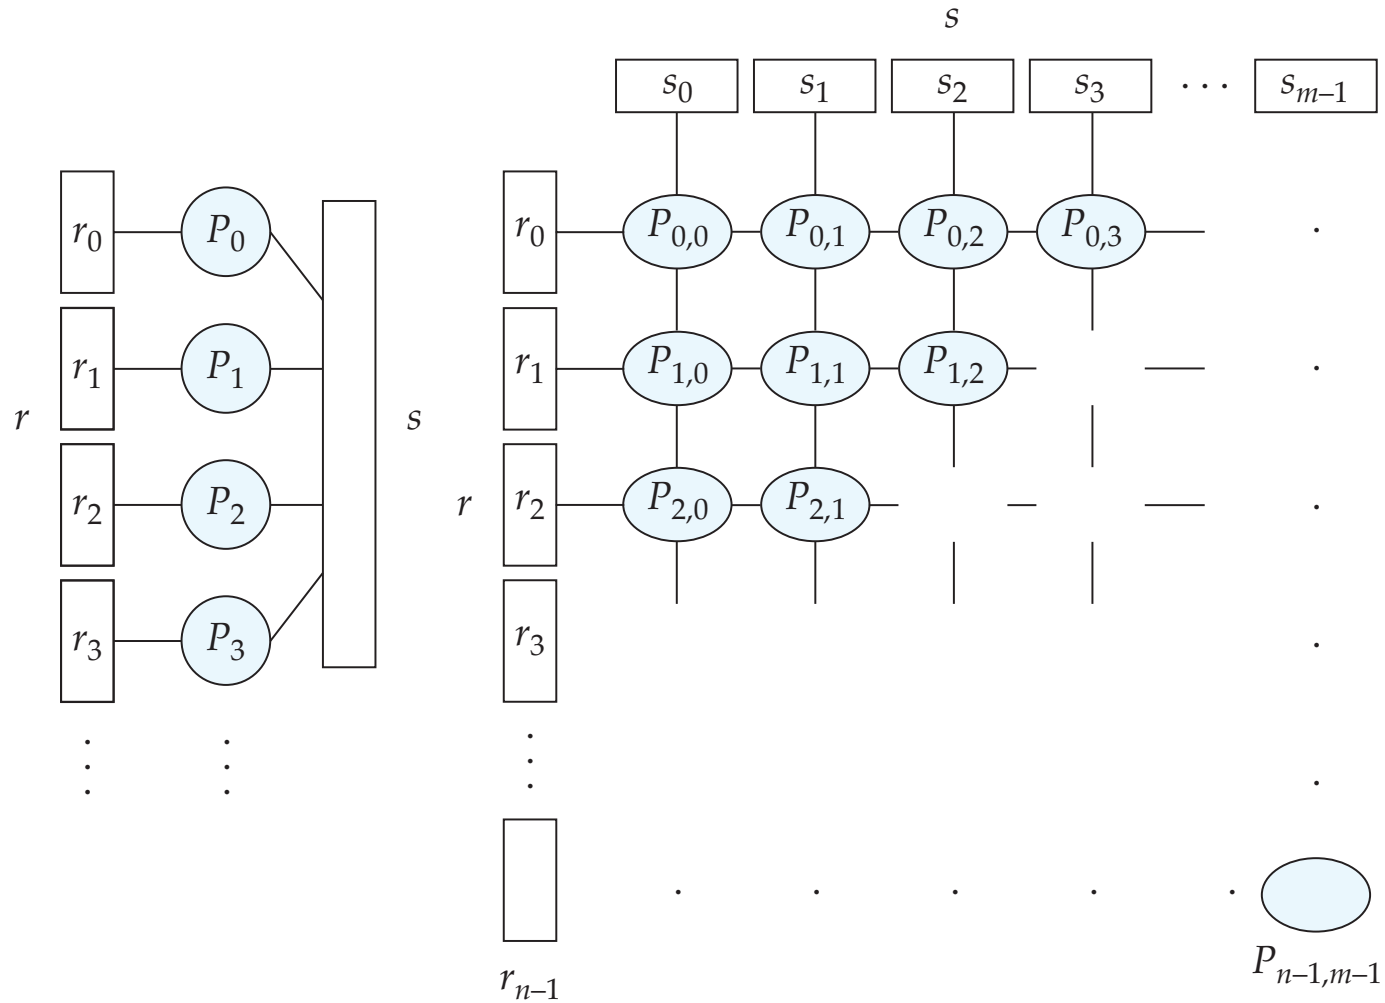 s
s0 s1 s2 s3 . . . sm–1
r0 P0 r0 P0,0 P0,1 P0,2 P0,3
r1 P1 r1 P1,0 P1,1 P1,2
r s
r2 P2 r r2 P2,0 P2,1
r3 P3 r3
rn–1 Pn–1,m–1